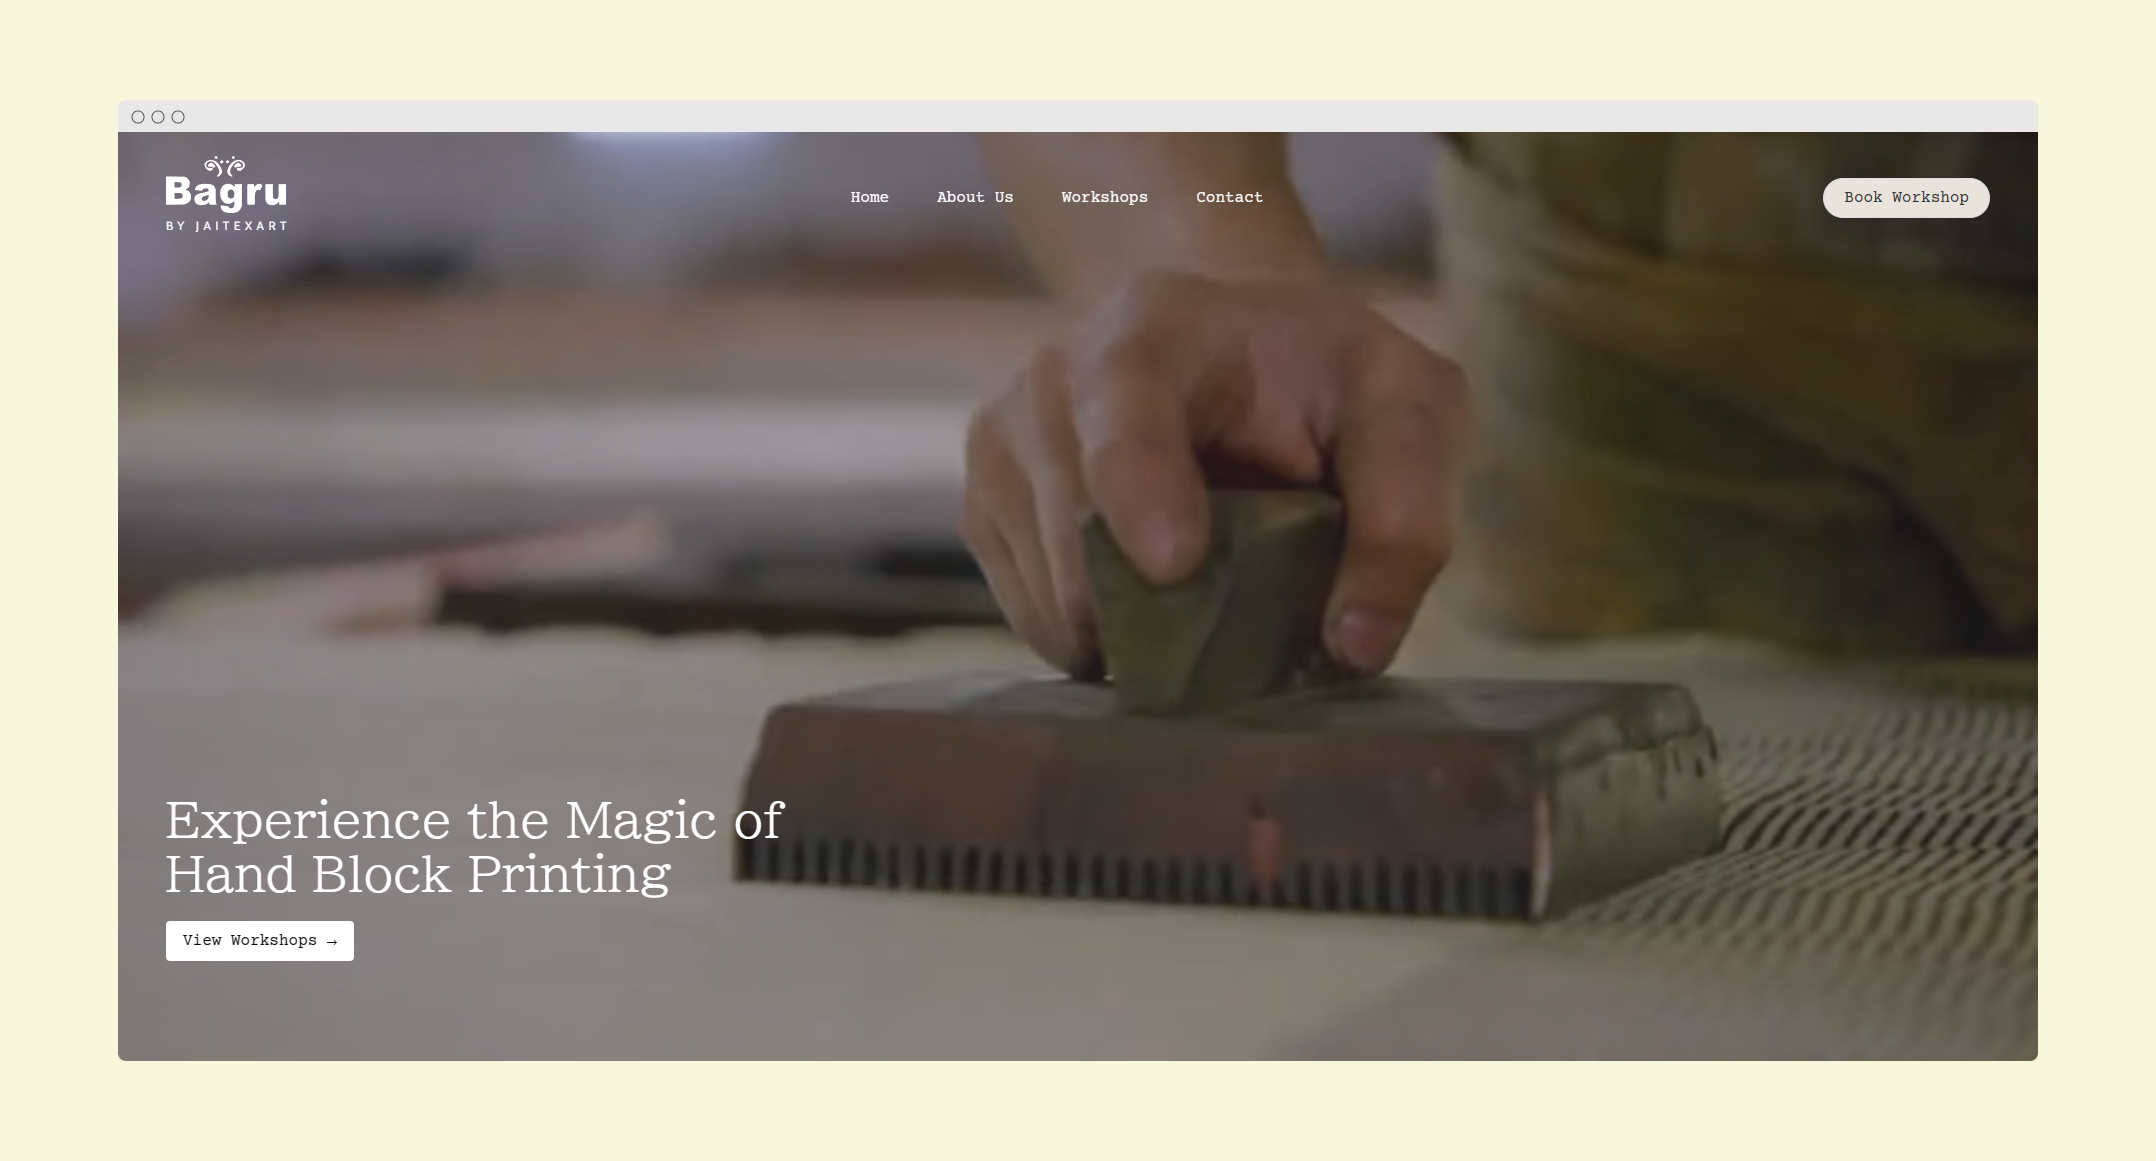 Bagru
BY JAITEXART
Home
About Us
Workshops
Contact
Book Workshop
Experience the Magic of
Hand Block Printing
View Workshops →